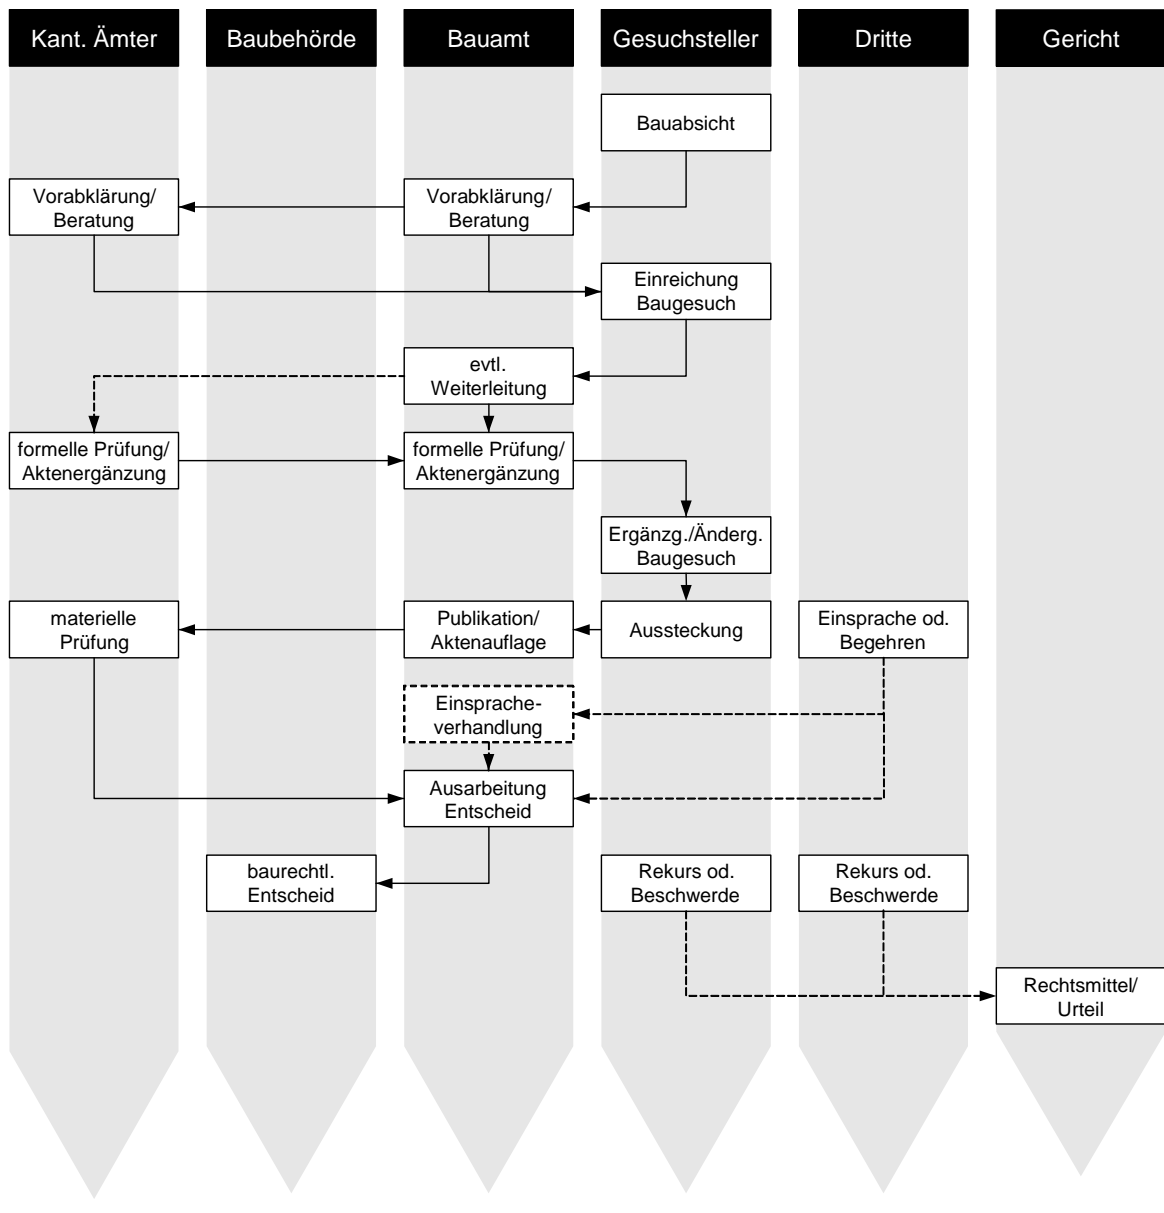 Kant. Ämter
Baubehörde
Bauamt
Gesuchsteller
Dritte
Gericht
Bauabsicht
Vorabklärung/
Beratung
Vorabklärung/
Beratung
Einreichung
Baugesuch
evtl.
Weiterleitung
formelle Prüfung/
Aktenergänzung
formelle Prüfung/
Aktenergänzung
Ergänzg./Änderg.
Baugesuch
materielle
Prüfung
Publikation/
Aktenauflage
Aussteckung
Einsprache od.
Begehren
Einsprache-
verhandlung
Ausarbeitung
Entscheid
baurechtl.
Entscheid
Rekurs od.
Beschwerde
Rekurs od.
Beschwerde
Rechtsmittel/
Urteil